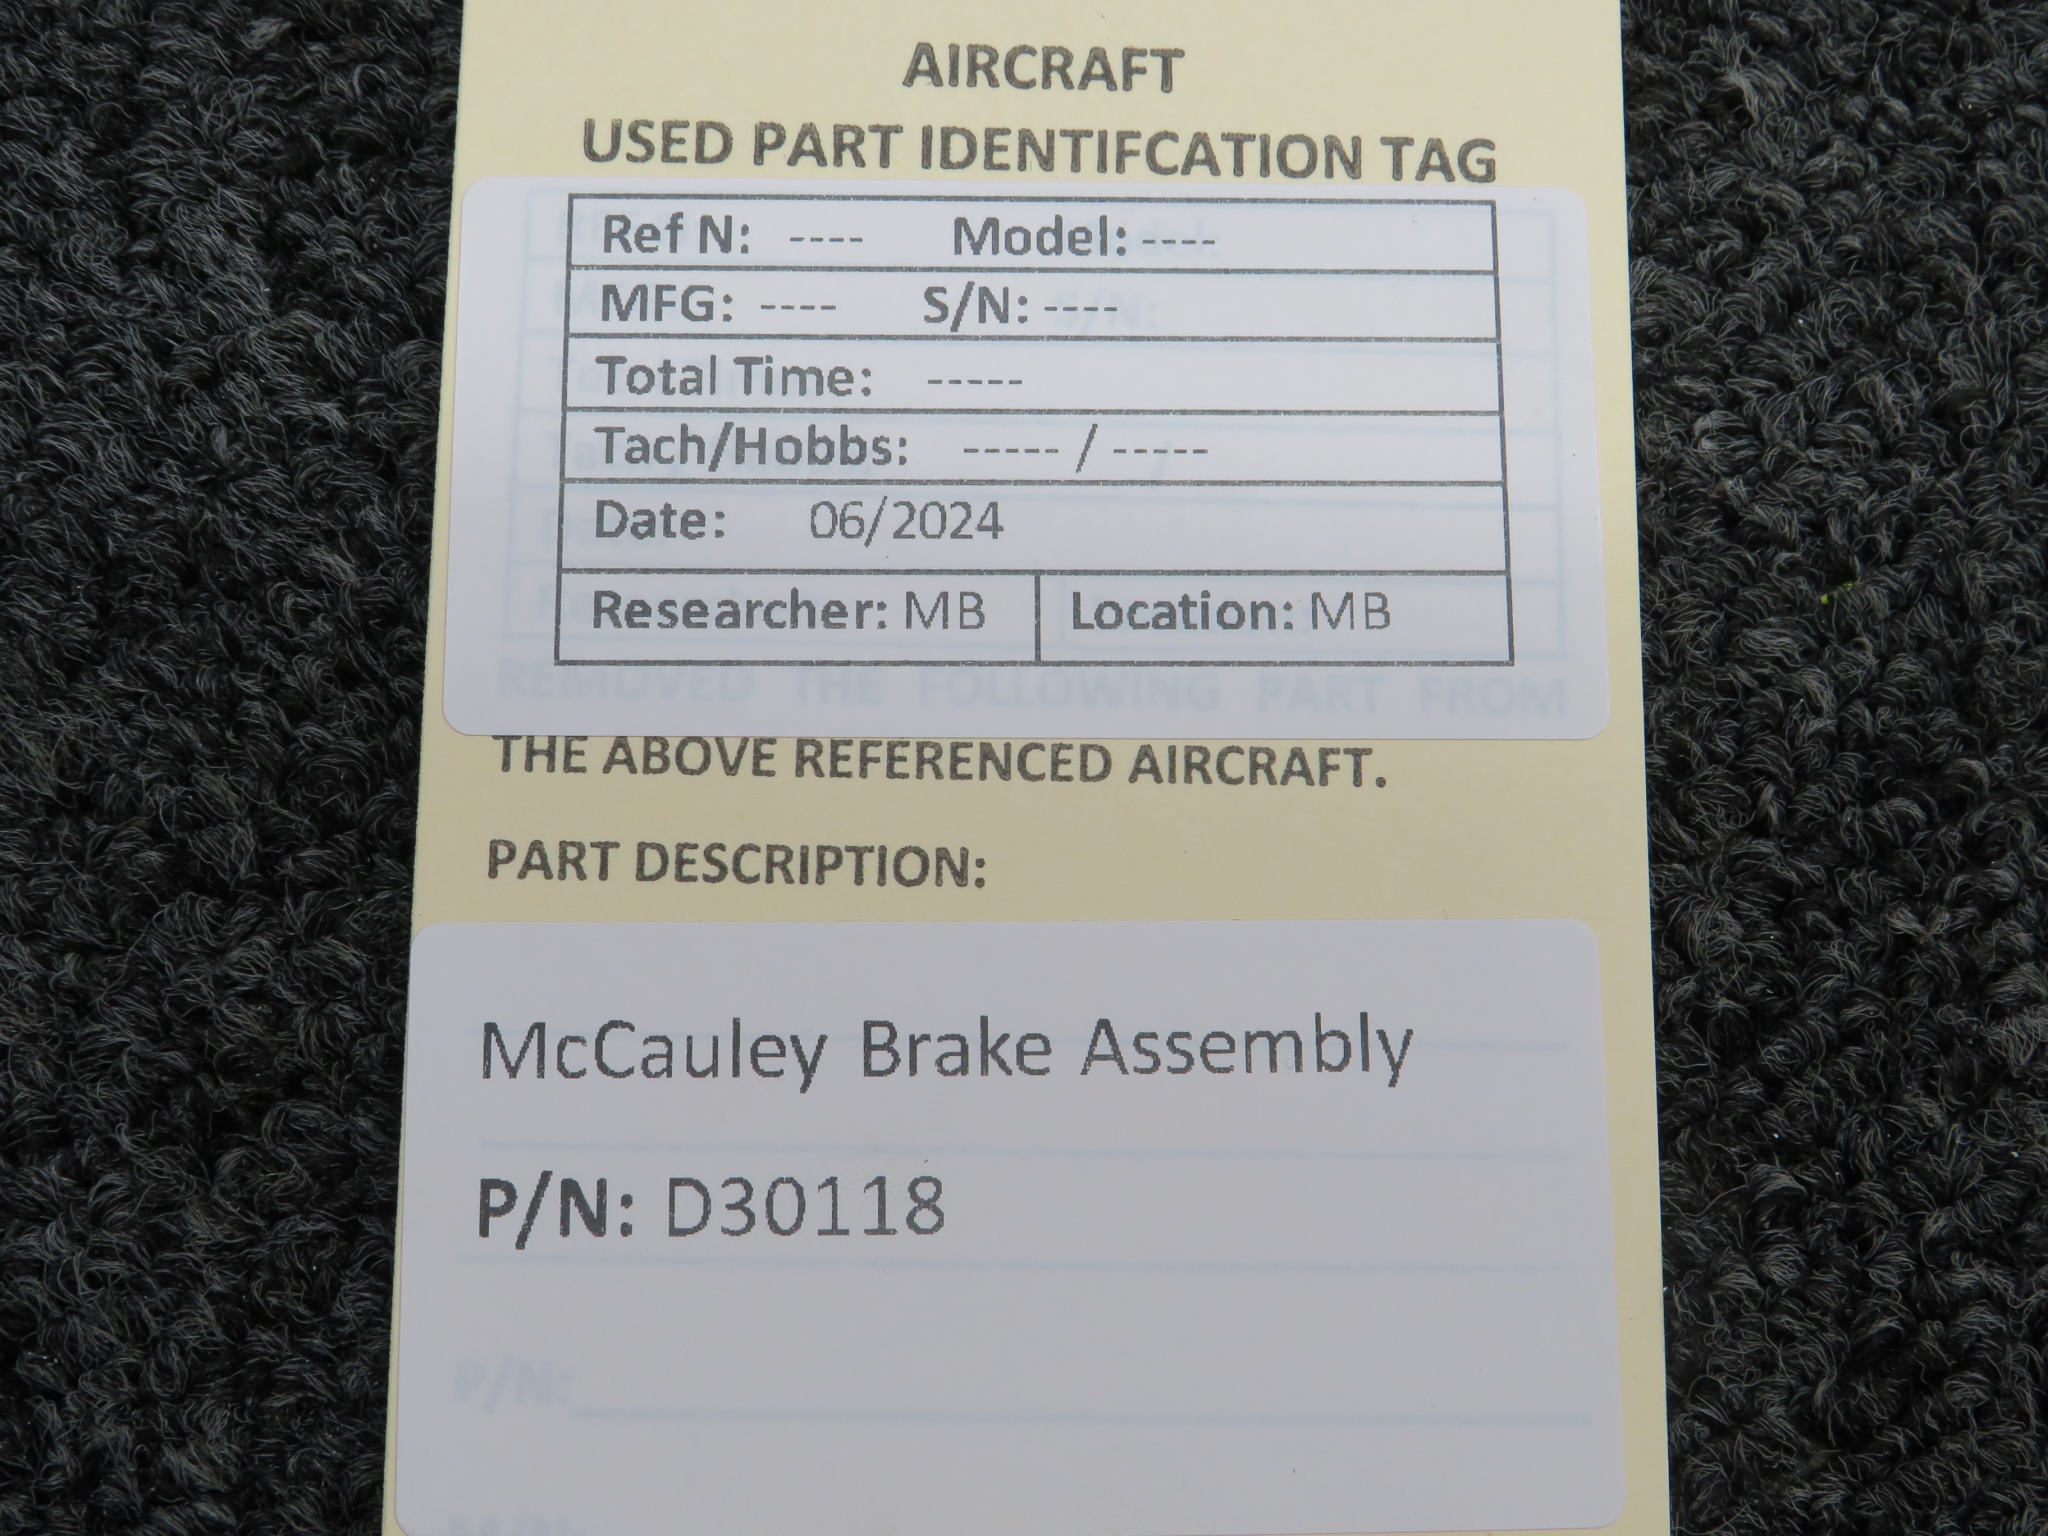 AIRCRAFT
USED PART IDENTIFCATION TAG
Ref N: ---- Model: ----
MFG: ---- S/N: ----
Total Time: -----
Tach/Hobbs: ----- / -----
Date: 06/2024
Researcher: MB Location: MB
REMOVED THE FOLLOWING PART FROM
THE ABOVE REFERENCED AIRCRAFT.
PART DESCRIPTION:
McCauley Brake Assembly
P/N: D30118
P/N: